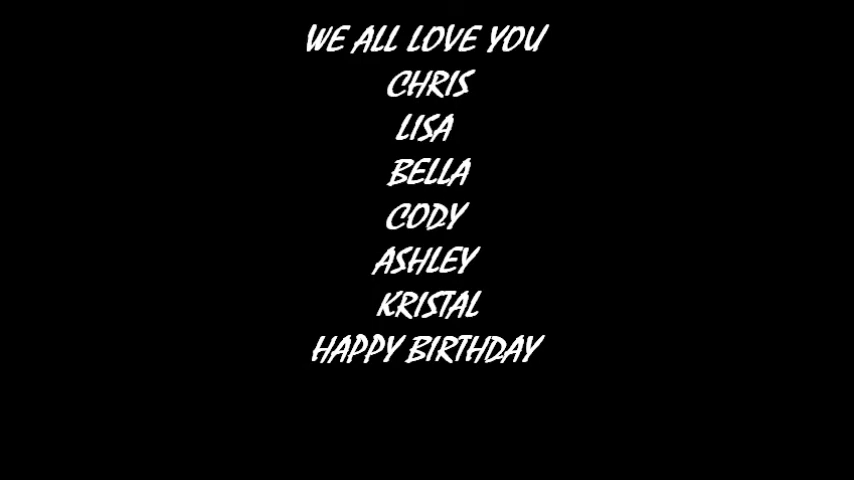 WE ALL LOVE YOU
CHRIS
LISA
BELLA
CODY
ASHLEY
KRISTAL
HAPPY BIRTHDAY